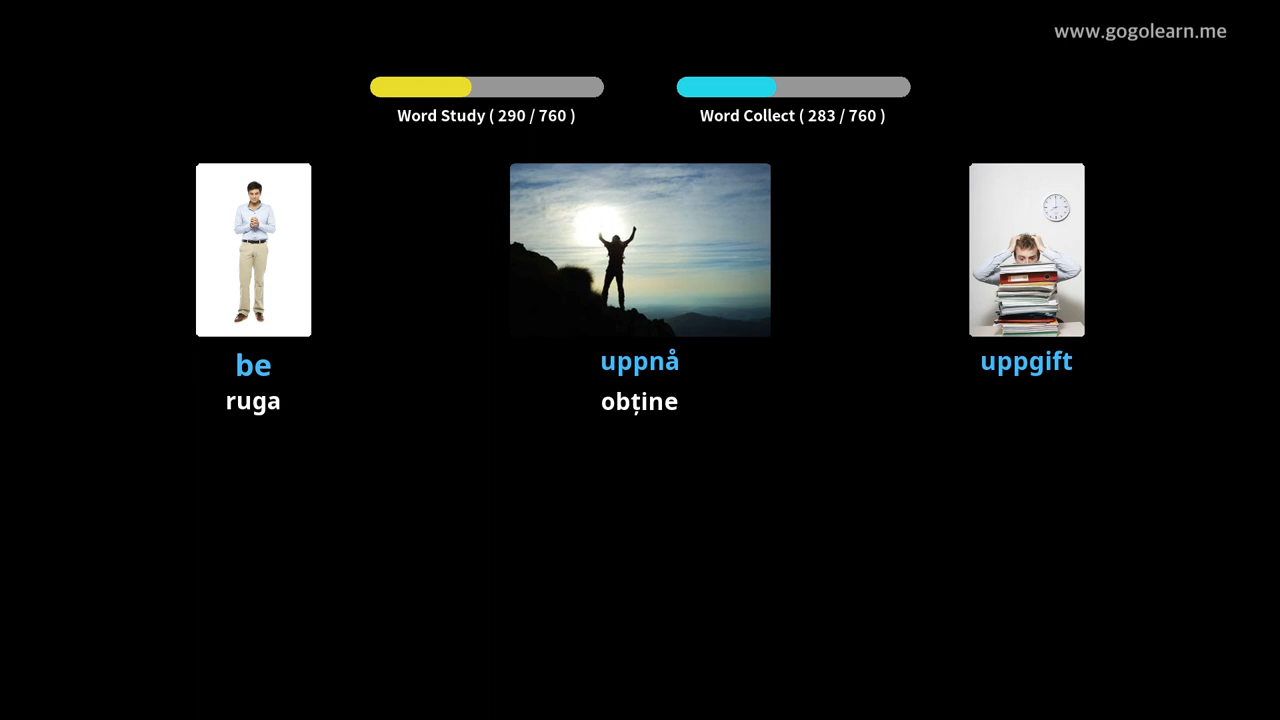 www.gogolearn.me
Word Study ( 290 / 760 )
Word Collect ( 283 / 760 )
be
ruga
uppnå
obține
uppgift